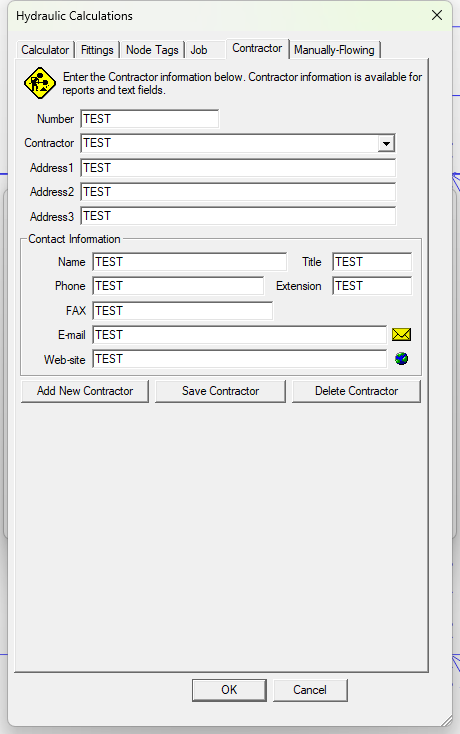 Hydraulic Calculations
Calculator Fittings Node Tags Job Contractor Manually-Flowing
Enter the Contractor information below. Contractor information is available for
reports and text fields.
Number TEST
Contractor TEST
Address1 TEST
Address2 TEST
Address3 TEST
Contact Information
Name TEST Title TEST
Phone TEST Extension TEST
FAX TEST
E-mail TEST
Web-site TEST
Add New Contractor Save Contractor Delete Contractor
OK Cancel